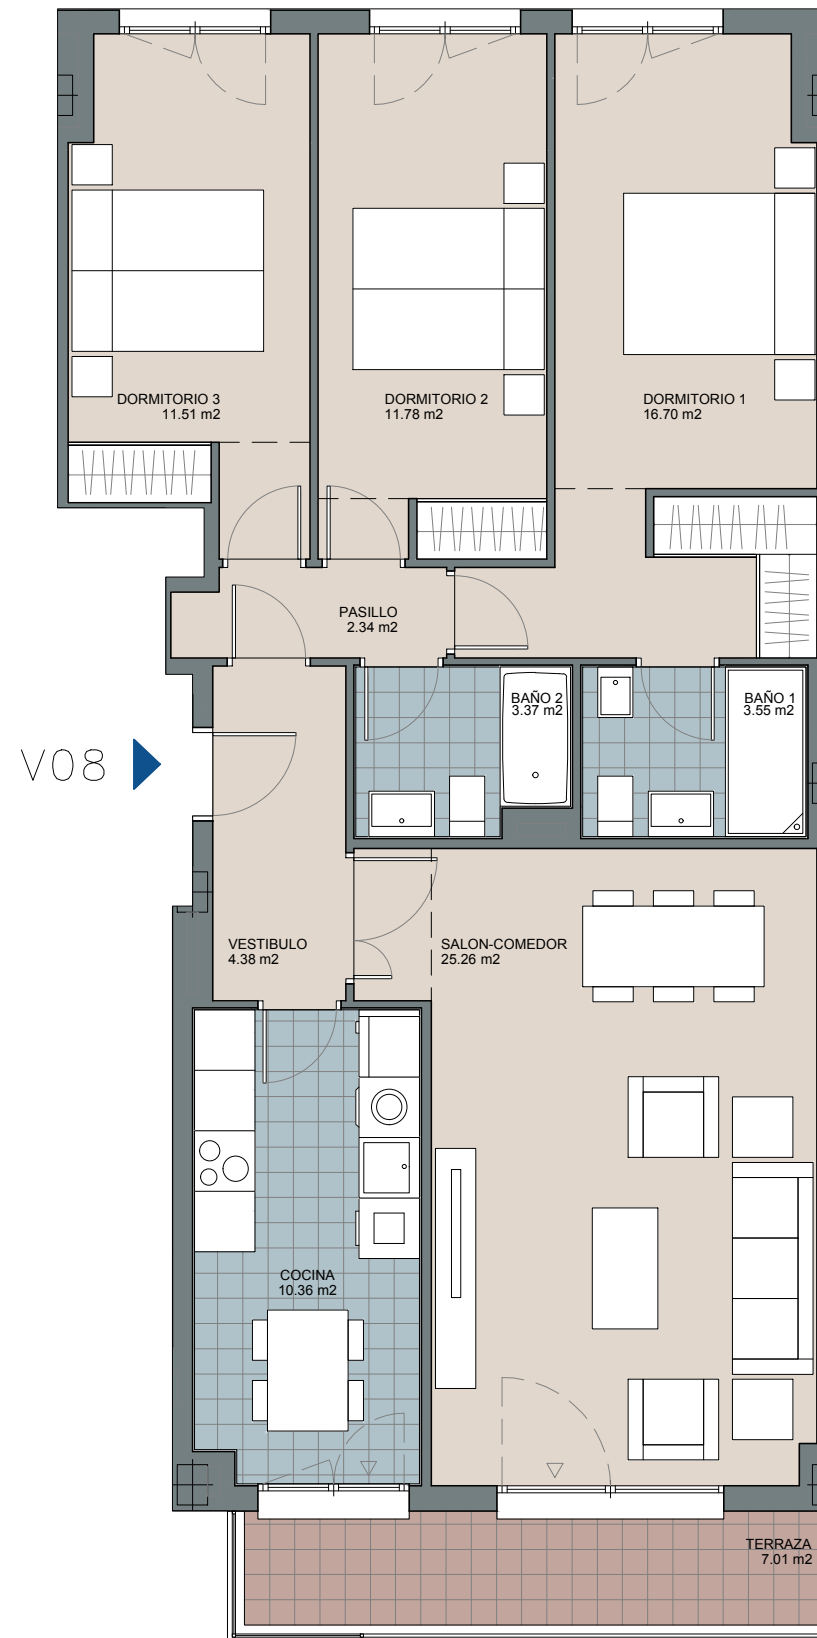 DORMITORIO 3
11.51 m2
DORMITORIO 2
11.78 m2
DORMITORIO 1
16.70 m2
PASILLO
2.34 m2
BAÑO 2
3.37 m2
BAÑO 1
3.55 m2
V08
VESTIBULO
4.38 m2
SALON-COMEDOR
25.26 m2
COCINA
10.36 m2
TERRAZA
7.01 m2